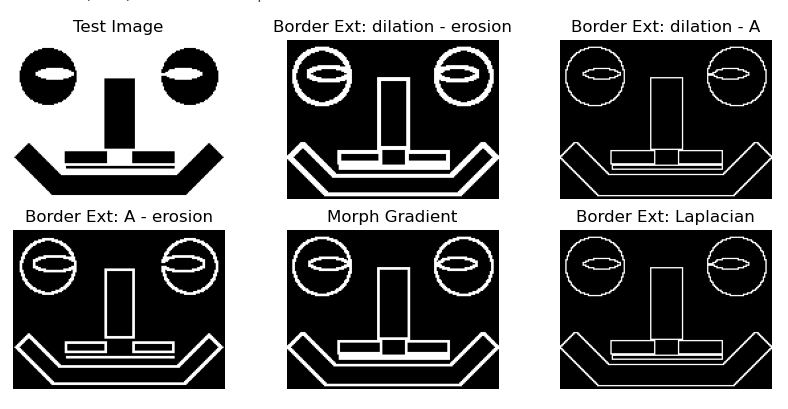 Test Image
Border Ext: dilation - erosion
Border Ext: dilation - A
Border Ext: A - erosion
Morph Gradient
Border Ext: Laplacian